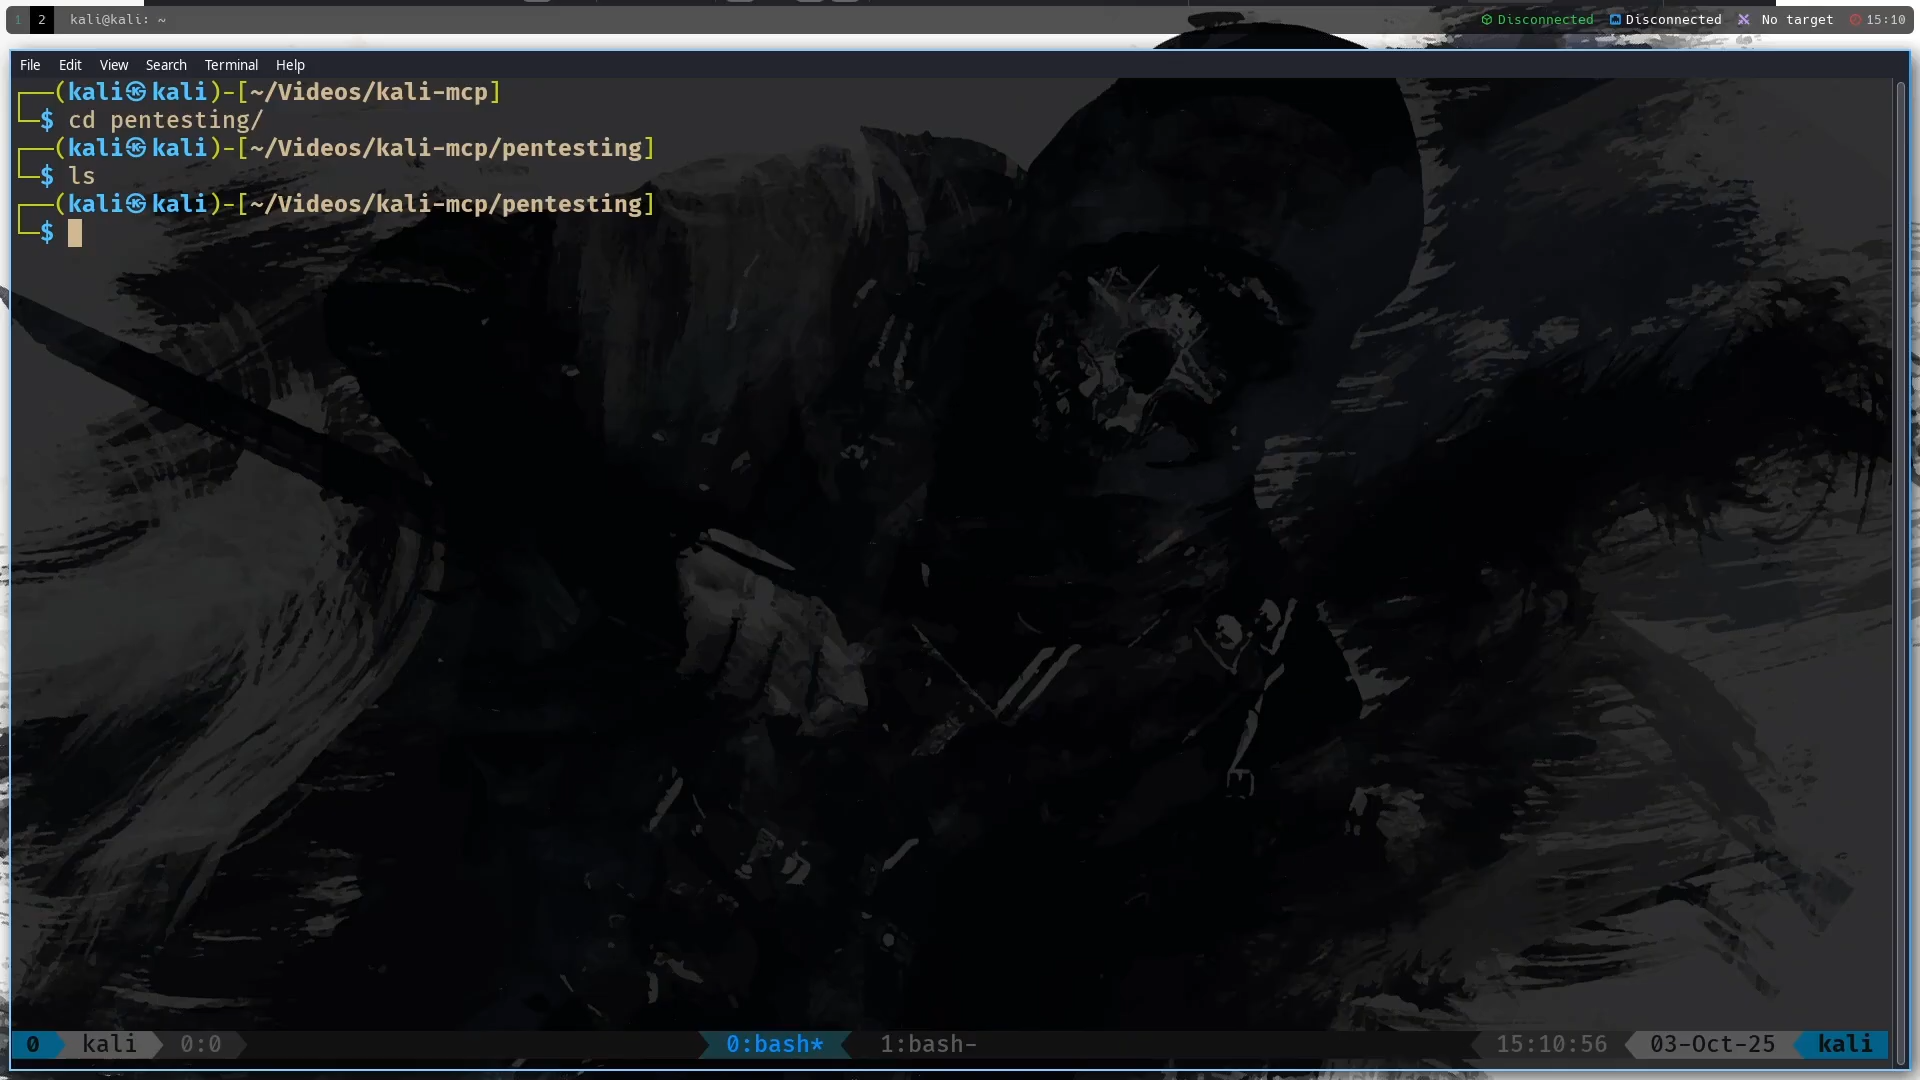 1 2 kali@kali: ~ Disconnected Disconnected No target 15:10
File Edit View Search Terminal Help
┌──(kali㉿kali)-[~/Videos/kali-mcp]
└─$ cd pentesting/
┌──(kali㉿kali)-[~/Videos/kali-mcp/pentesting]
└─$ ls
┌──(kali㉿kali)-[~/Videos/kali-mcp/pentesting]
└─$
0 kali 0:0 0:bash* 1:bash- 15:10:56 03-Oct-25 kali